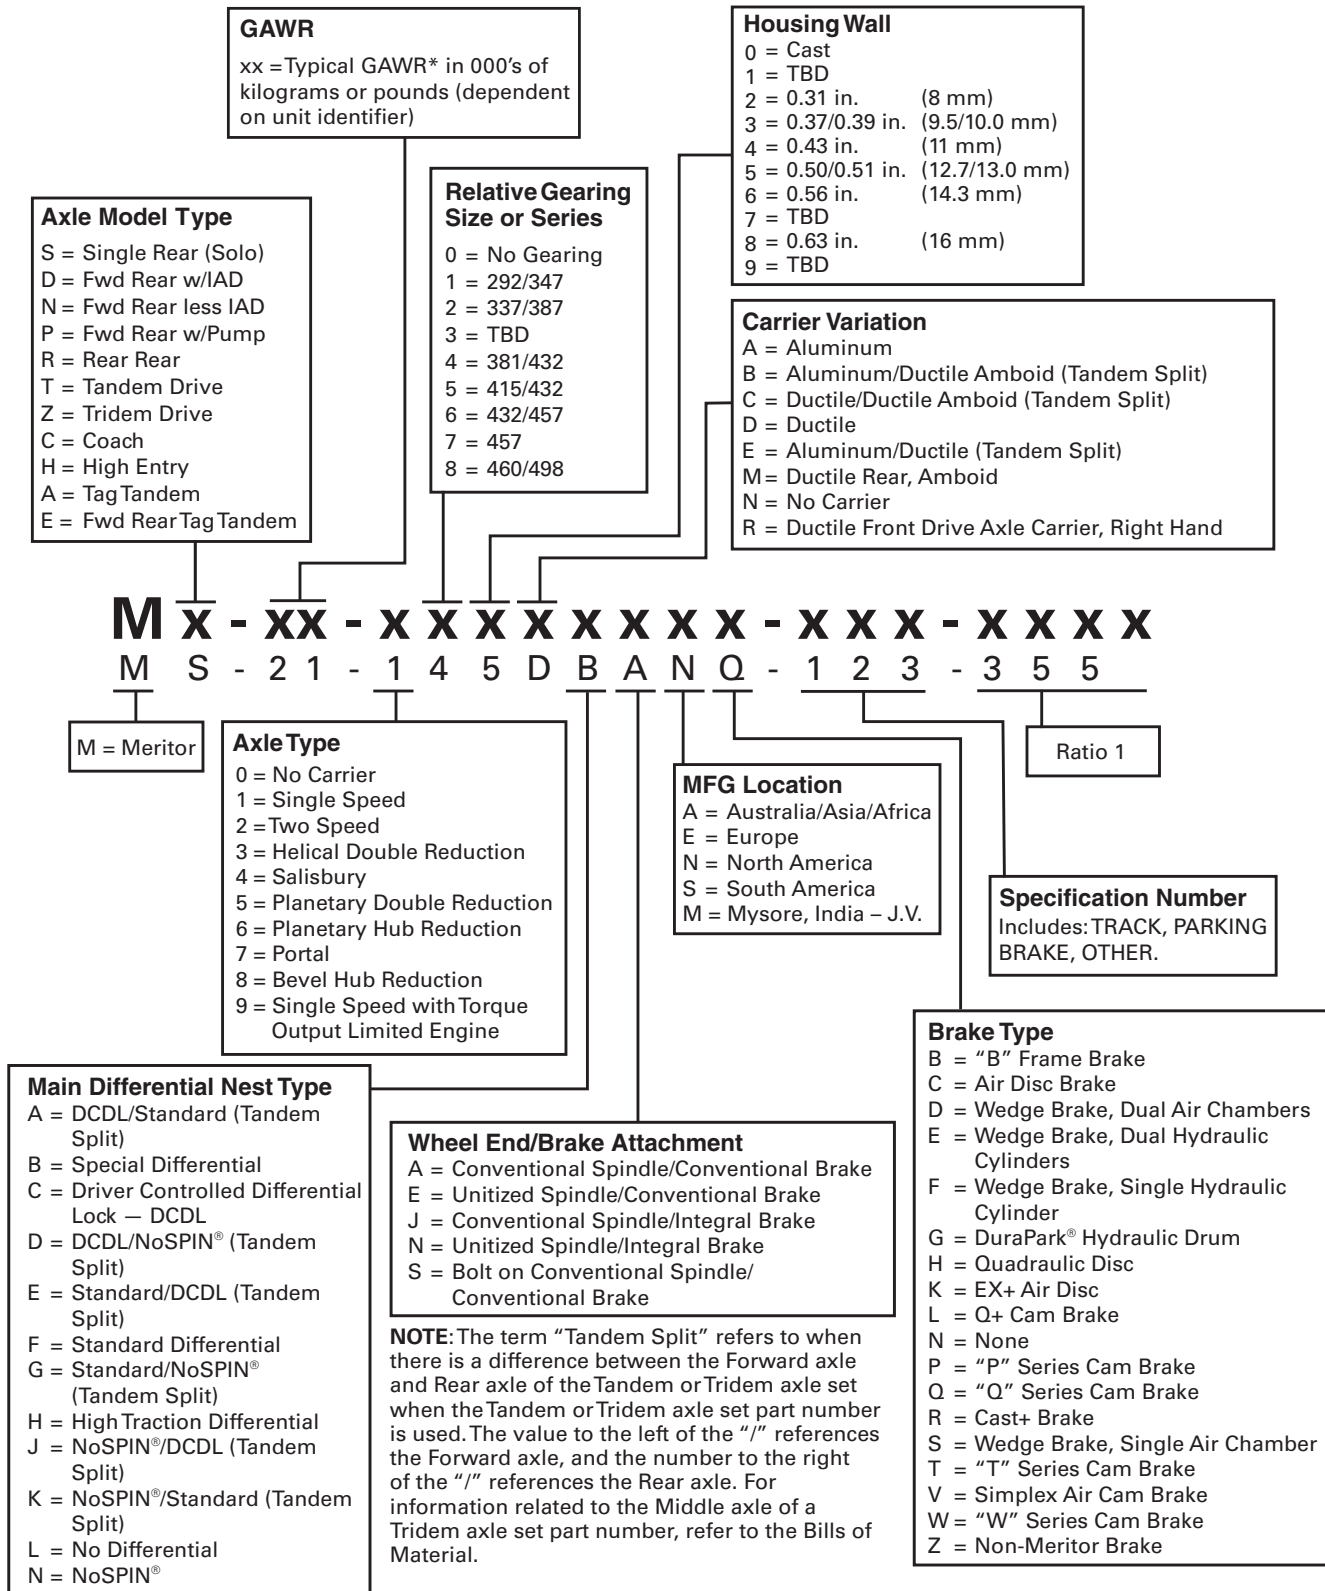 GAWR
xx = Typical GAWR* in 000's of
kilograms or pounds (dependent
on unit identifier)
Housing Wall
0 = Cast
1 = TBD
2 = 0.31 in. (8 mm)
3 = 0.37/0.39 in. (9.5/10.0 mm)
4 = 0.43 in. (11 mm)
5 = 0.50/0.51 in. (12.7/13.0 mm)
6 = 0.56 in. (14.3 mm)
7 = TBD
8 = 0.63 in. (16 mm)
9 = TBD
Axle Model Type
S = Single Rear (Solo)
D = Fwd Rear w/IAD
N = Fwd Rear less IAD
P = Fwd Rear w/Pump
R = Rear Rear
T = Tandem Drive
Z = Tridem Drive
C = Coach
H = High Entry
A = Tag Tandem
E = Fwd Rear Tag Tandem
Relative Gearing
Size or Series
0 = No Gearing
1 = 292/347
2 = 337/387
3 = TBD
4 = 381/432
5 = 415/432
6 = 432/457
7 = 457
8 = 460/498
Carrier Variation
A = Aluminum
B = Aluminum/Ductile Amboid (Tandem Split)
C = Ductile/Ductile Amboid (Tandem Split)
D = Ductile
E = Aluminum/Ductile (Tandem Split)
M = Ductile Rear, Amboid
N = No Carrier
R = Ductile Front Drive Axle Carrier, Right Hand
M x - xx - x x x x x x x x - x x x - x x x x
M S - 2 1 - 1 4 5 D B A N Q - 1 2 3 - 3 5 5
M = Meritor
Axle Type
0 = No Carrier
1 = Single Speed
2 = Two Speed
3 = Helical Double Reduction
4 = Salisbury
5 = Planetary Double Reduction
6 = Planetary Hub Reduction
7 = Portal
8 = Bevel Hub Reduction
9 = Single Speed with Torque
Output Limited Engine
MFG Location
A = Australia/Asia/Africa
E = Europe
N = North America
S = South America
M = Mysore, India – J.V.
Ratio 1
Specification Number
Includes: TRACK, PARKING
BRAKE, OTHER.
Main Differential Nest Type
A = DCDL/Standard (Tandem
Split)
B = Special Differential
C = Driver Controlled Differential
Lock — DCDL
D = DCDL/NoSPIN® (Tandem
Split)
E = Standard/DCDL (Tandem
Split)
F = Standard Differential
G = Standard/NoSPIN®
(Tandem Split)
H = High Traction Differential
J = NoSPIN®/DCDL (Tandem
Split)
K = NoSPIN®/Standard (Tandem
Split)
L = No Differential
N = NoSPIN®
Wheel End/Brake Attachment
A = Conventional Spindle/Conventional Brake
E = Unitized Spindle/Conventional Brake
J = Conventional Spindle/Integral Brake
N = Unitized Spindle/Integral Brake
S = Bolt on Conventional Spindle/
Conventional Brake
NOTE: The term “Tandem Split” refers to when
there is a difference between the Forward axle
and Rear axle of the Tandem or Tridem axle set
when the Tandem or Tridem axle set part number
is used. The value to the left of the “/” references
the Forward axle, and the number to the right
of the “/” references the Rear axle. For
information related to the Middle axle of a
Tridem axle set part number, refer to the Bills of
Material.
Brake Type
B = “B” Frame Brake
C = Air Disc Brake
D = Wedge Brake, Dual Air Chambers
E = Wedge Brake, Dual Hydraulic
Cylinders
F = Wedge Brake, Single Hydraulic
Cylinder
G = DuraPark® Hydraulic Drum
H = Quadraulic Disc
K = EX+ Air Disc
L = Q+ Cam Brake
N = None
P = “P” Series Cam Brake
Q = “Q” Series Cam Brake
R = Cast+ Brake
S = Wedge Brake, Single Air Chamber
T = “T” Series Cam Brake
V = Simplex Air Cam Brake
W = “W” Series Cam Brake
Z = Non-Meritor Brake